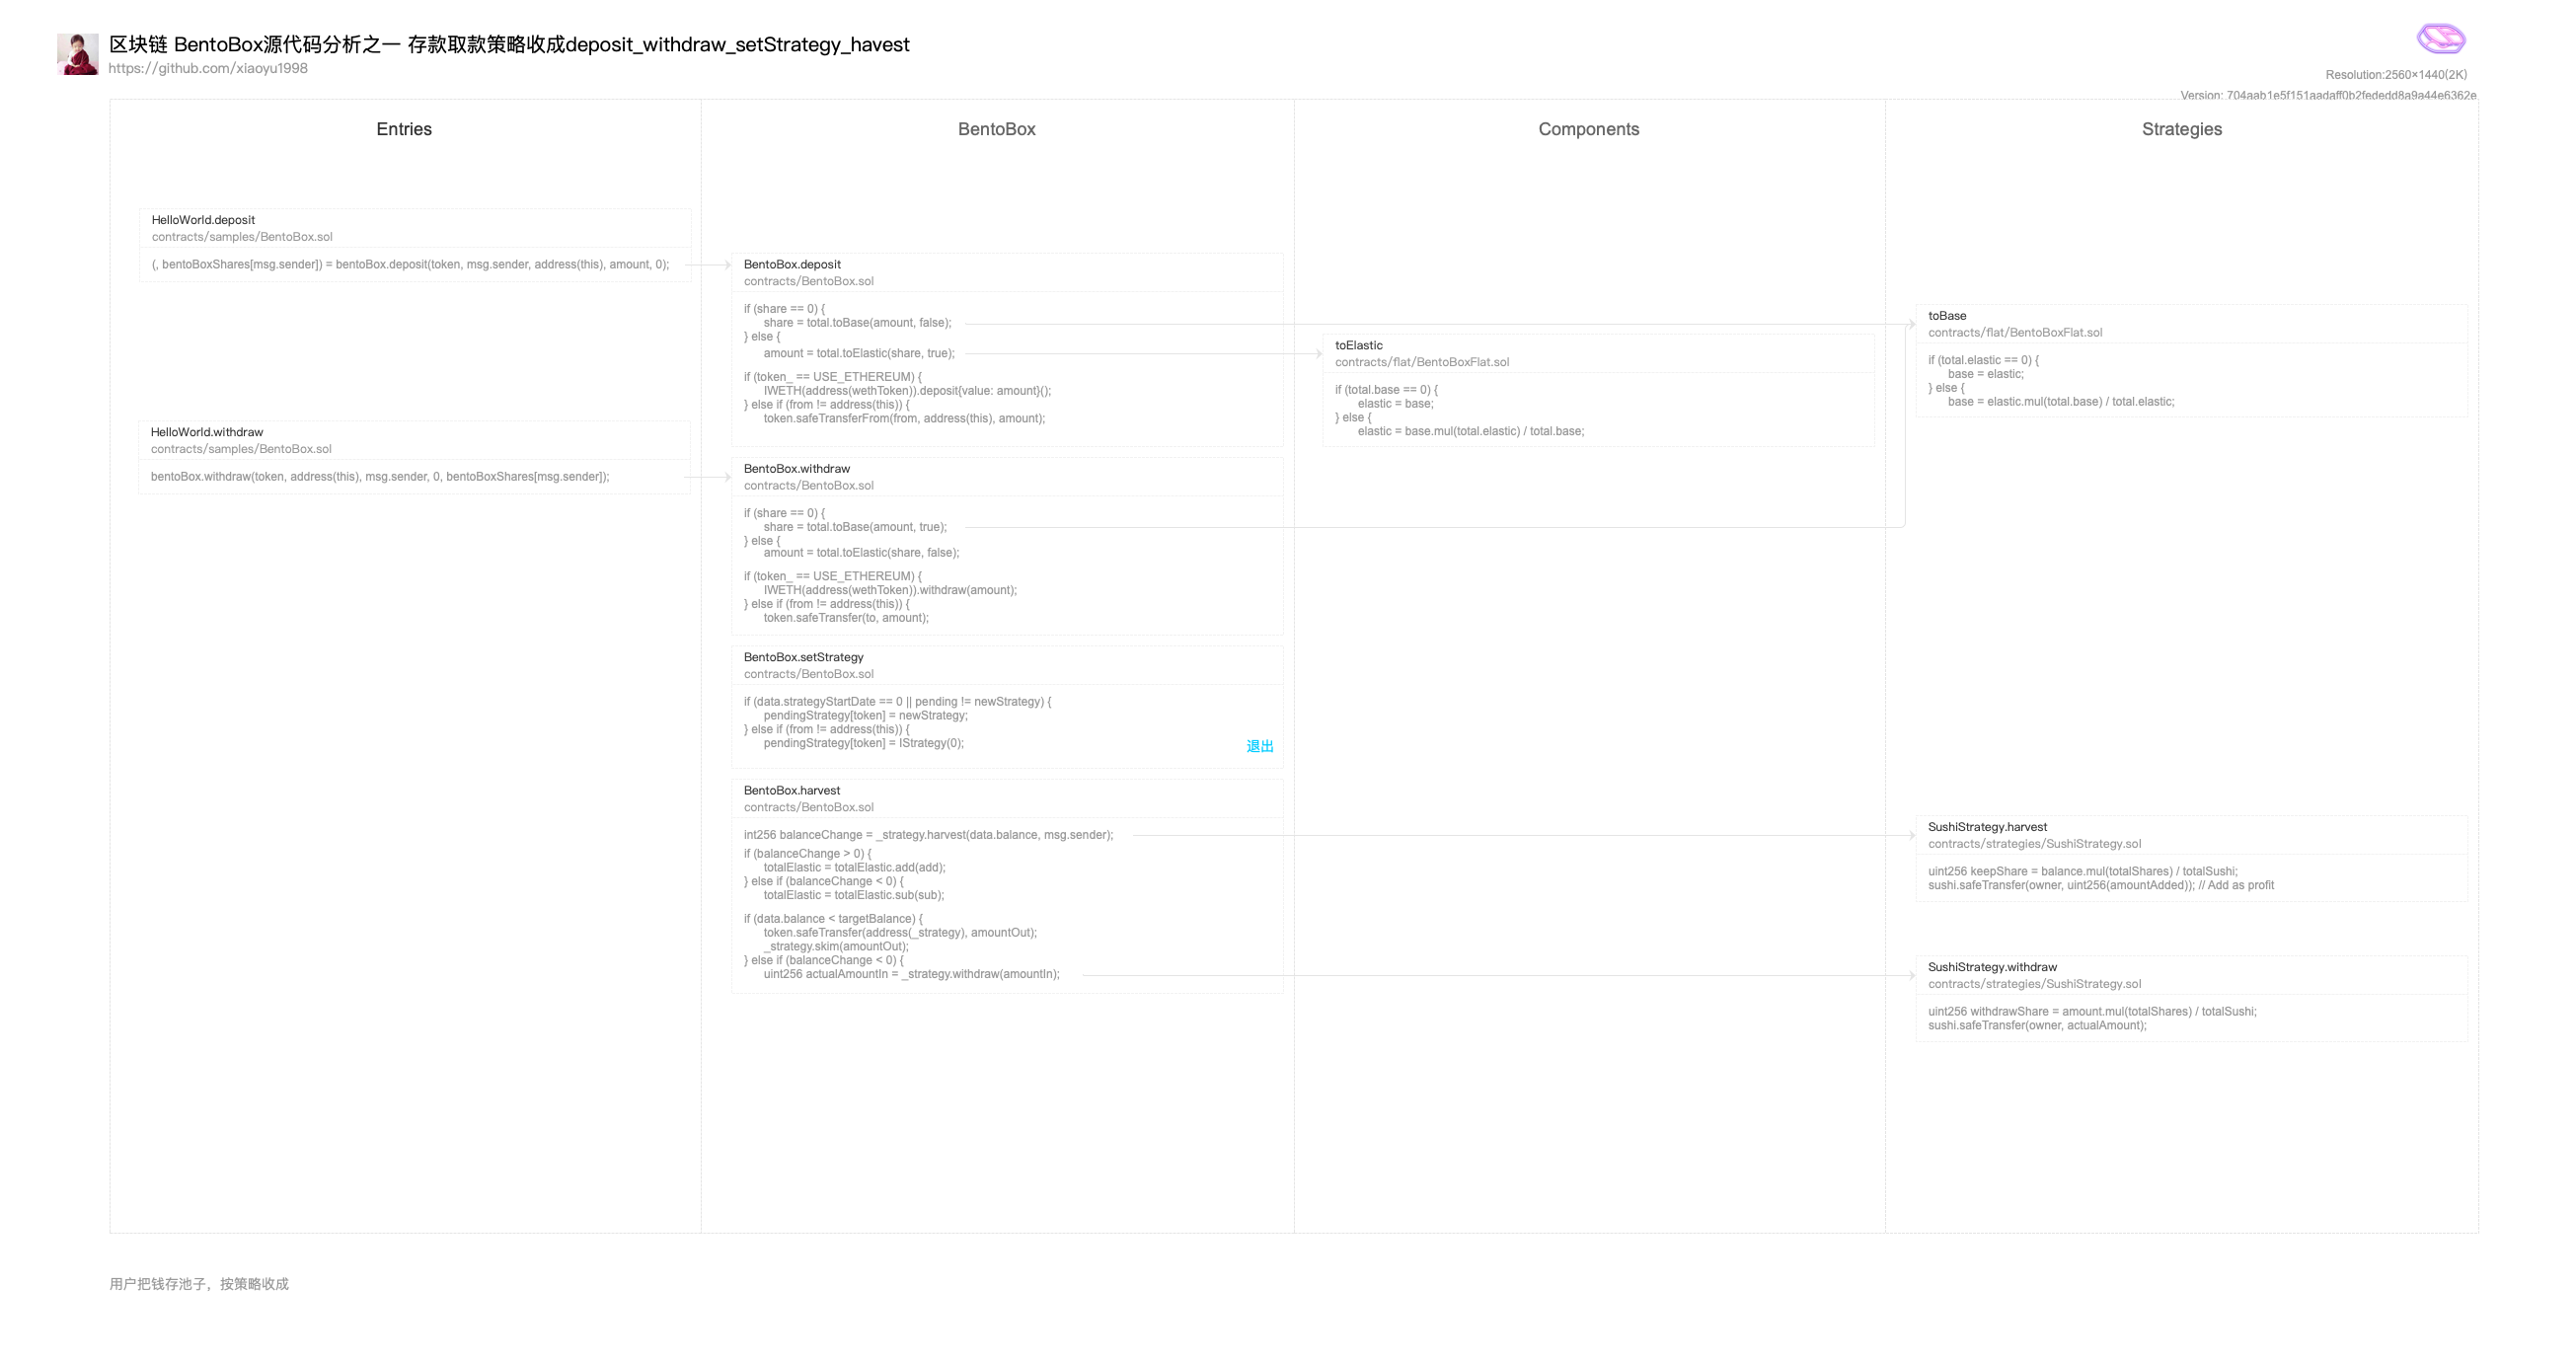 区块链 BentoBox源代码分析之一 存款取款策略收成deposit_withdraw_setStrategy_havest
https://github.com/xiaoyu1998
Resolution:2560×1440(2K)
Version: 704aab1e5f151aadaff0b2fededd8a9a44e6362e
Entries
HelloWorld.deposit
contracts/samples/BentoBox.sol
(, bentoBoxShares[msg.sender]) = bentoBox.deposit(token, msg.sender, address(this), amount, 0);
HelloWorld.withdraw
contracts/samples/BentoBox.sol
bentoBox.withdraw(token, address(this), msg.sender, 0, bentoBoxShares[msg.sender]);
BentoBox
BentoBox.deposit
contracts/BentoBox.sol
if (share == 0) {
share = total.toBase(amount, false);
} else {
amount = total.toElastic(share, true);
if (token_ == USE_ETHEREUM) {
IWETH(address(wethToken)).deposit{value: amount}();
} else if (from != address(this)) {
token.safeTransferFrom(from, address(this), amount);
BentoBox.withdraw
contracts/BentoBox.sol
if (share == 0) {
share = total.toBase(amount, true);
} else {
amount = total.toElastic(share, false);
if (token_ == USE_ETHEREUM) {
IWETH(address(wethToken)).withdraw(amount);
} else if (from != address(this)) {
token.safeTransfer(to, amount);
BentoBox.setStrategy
contracts/BentoBox.sol
if (data.strategyStartDate == 0 || pending != newStrategy) {
pendingStrategy[token] = newStrategy;
} else if (from != address(this)) {
pendingStrategy[token] = IStrategy(0);
退出
BentoBox.harvest
contracts/BentoBox.sol
int256 balanceChange = _strategy.harvest(data.balance, msg.sender);
if (balanceChange > 0) {
totalElastic = totalElastic.add(add);
} else if (balanceChange < 0) {
totalElastic = totalElastic.sub(sub);
if (data.balance < targetBalance) {
token.safeTransfer(address(_strategy), amountOut);
_strategy.skim(amountOut);
} else if (balanceChange < 0) {
uint256 actualAmountIn = _strategy.withdraw(amountIn);
Components
toElastic
contracts/flat/BentoBoxFlat.sol
if (total.base == 0) {
elastic = base;
} else {
elastic = base.mul(total.elastic) / total.base;
Strategies
toBase
contracts/flat/BentoBoxFlat.sol
if (total.elastic == 0) {
base = elastic;
} else {
base = elastic.mul(total.base) / total.elastic;
SushiStrategy.harvest
contracts/strategies/SushiStrategy.sol
uint256 keepShare = balance.mul(totalShares) / totalSushi;
sushi.safeTransfer(owner, uint256(amountAdded)); // Add as profit
SushiStrategy.withdraw
contracts/strategies/SushiStrategy.sol
uint256 withdrawShare = amount.mul(totalShares) / totalSushi;
sushi.safeTransfer(owner, actualAmount);
用户把钱存池子，按策略收成